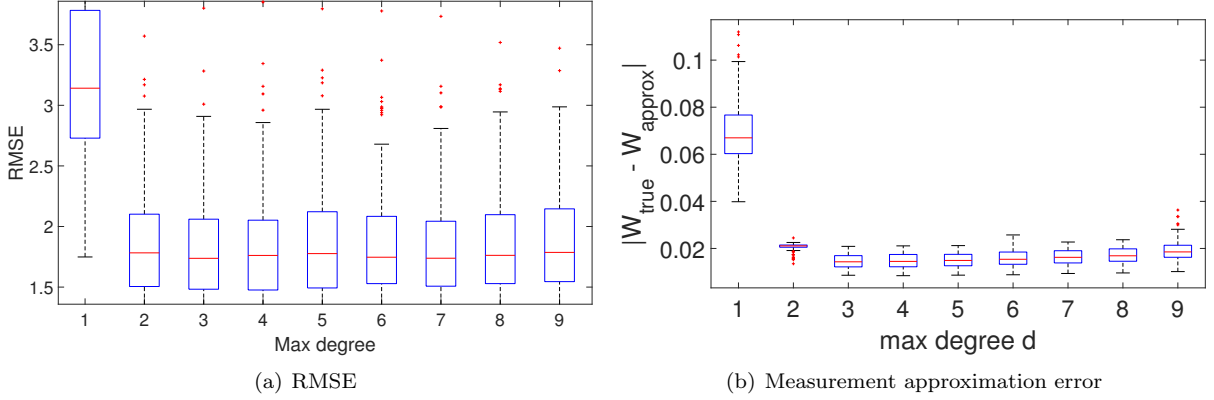 3.5
3
2.5
2
1.5
RMSE
1 2 3 4 5 6 7 8 9
Max degree
(a) RMSE
0.1
0.08
0.06
0.04
0.02
|W_true - W_approx|
1 2 3 4 5 6 7 8 9
max degree d
(b) Measurement approximation error